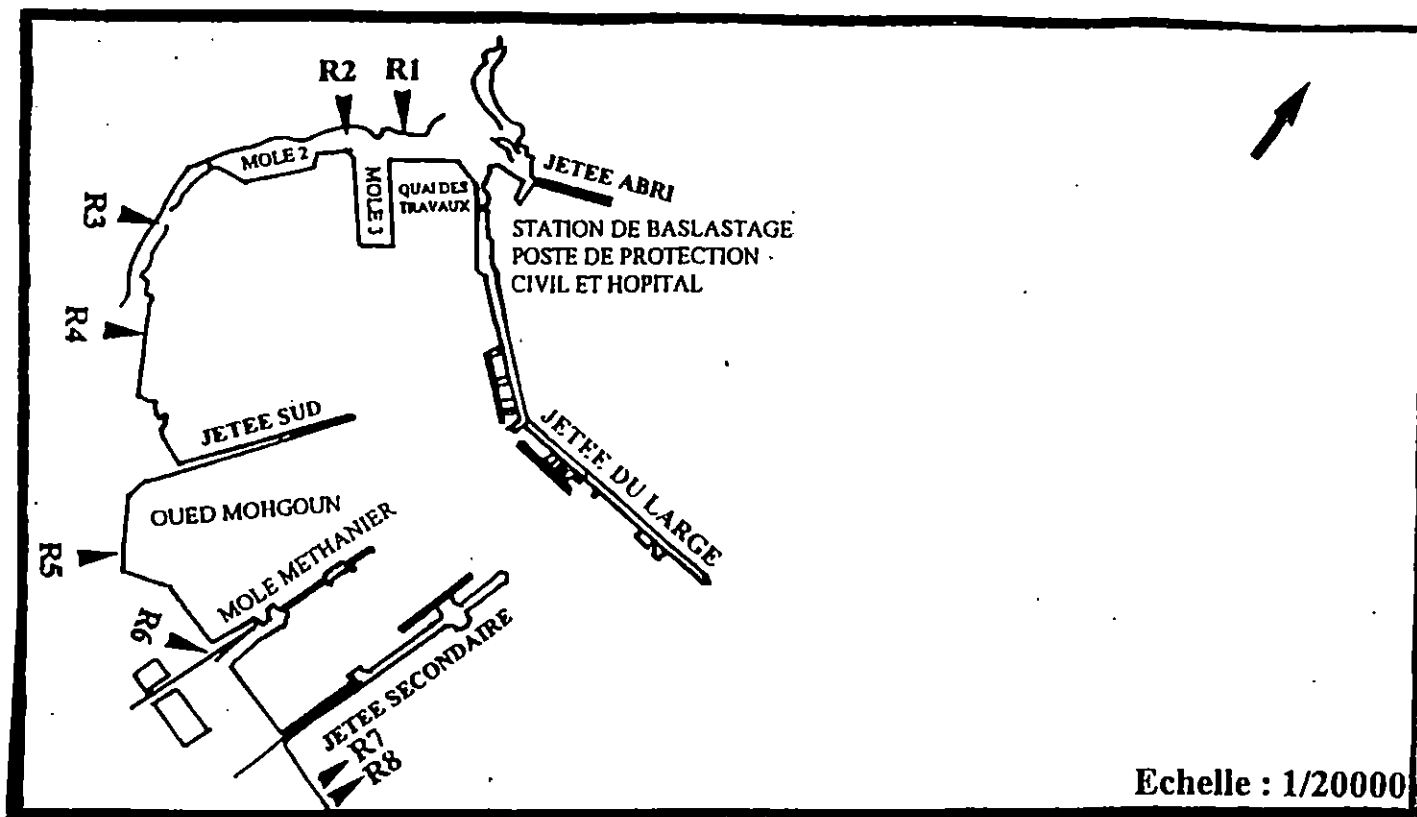 R2
R1
MOLE 2
MOLE 3
QUAI DES
TRAVAUX
JETEE ABRI
STATION DE BASLASTAGE
POSTE DE PROTECTION
CIVIL ET HOPITAL
R3
R4
JETEE SUD
JETEE DU LARGE
OUED MOHGOUN
R5
MOLE METHANIER
R6
JETEE SECONDAIRE
R7
R8
Echelle : 1/20000